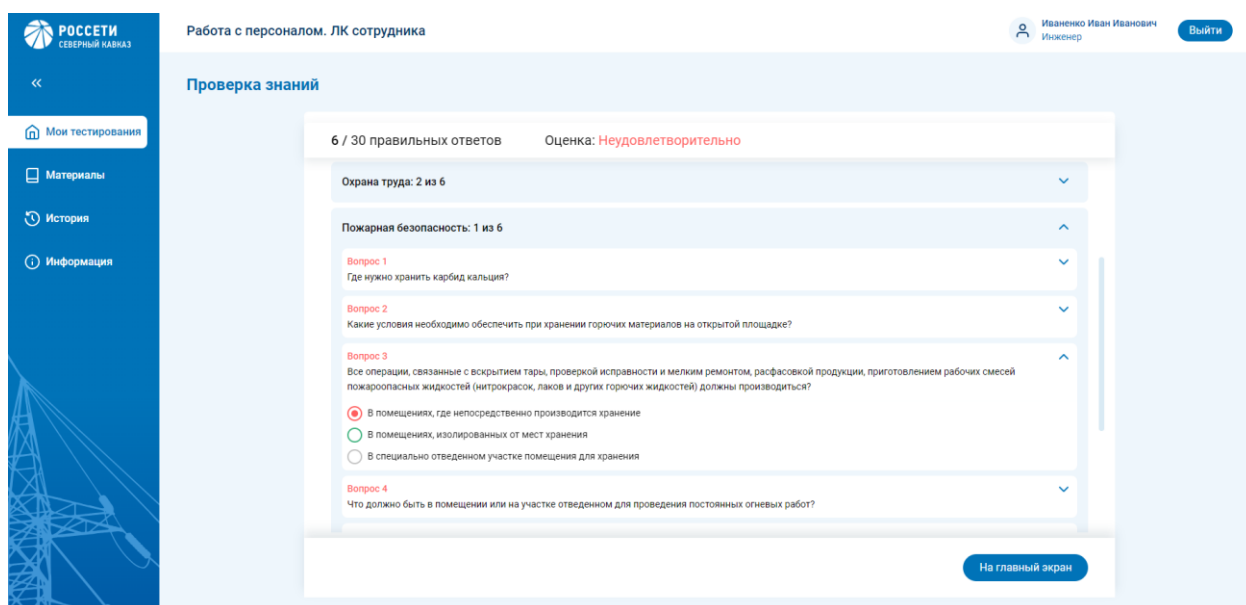 РОССЕТИ
СЕВЕРНЫЙ КАВКАЗ
Работа с персоналом. ЛК сотрудника
Иваненко Иван Иванович
Инженер
Выйти
Проверка знаний
Мои тестирования
Материалы
История
Информация
6 / 30 правильных ответов Оценка: Неудовлетворительно
Охрана труда: 2 из 6
Пожарная безопасность: 1 из 6
Вопрос 1
Где нужно хранить карбид кальция?
Вопрос 2
Какие условия необходимо обеспечить при хранении горючих материалов на открытой площадке?
Вопрос 3
Все операции, связанные с вскрытием тары, проверкой исправности и мелким ремонтом, расфасовкой продукции, приготовлением рабочих смесей
пожароопасных жидкостей (нитрокрасок, лаков и других горючих жидкостей) должны производиться?
В помещениях, где непосредственно производится хранение
В помещениях, изолированных от мест хранения
В специально отведенном участке помещения для хранения
Вопрос 4
Что должно быть в помещении или на участке отведенном для проведения постоянных огневых работ?
На главный экран